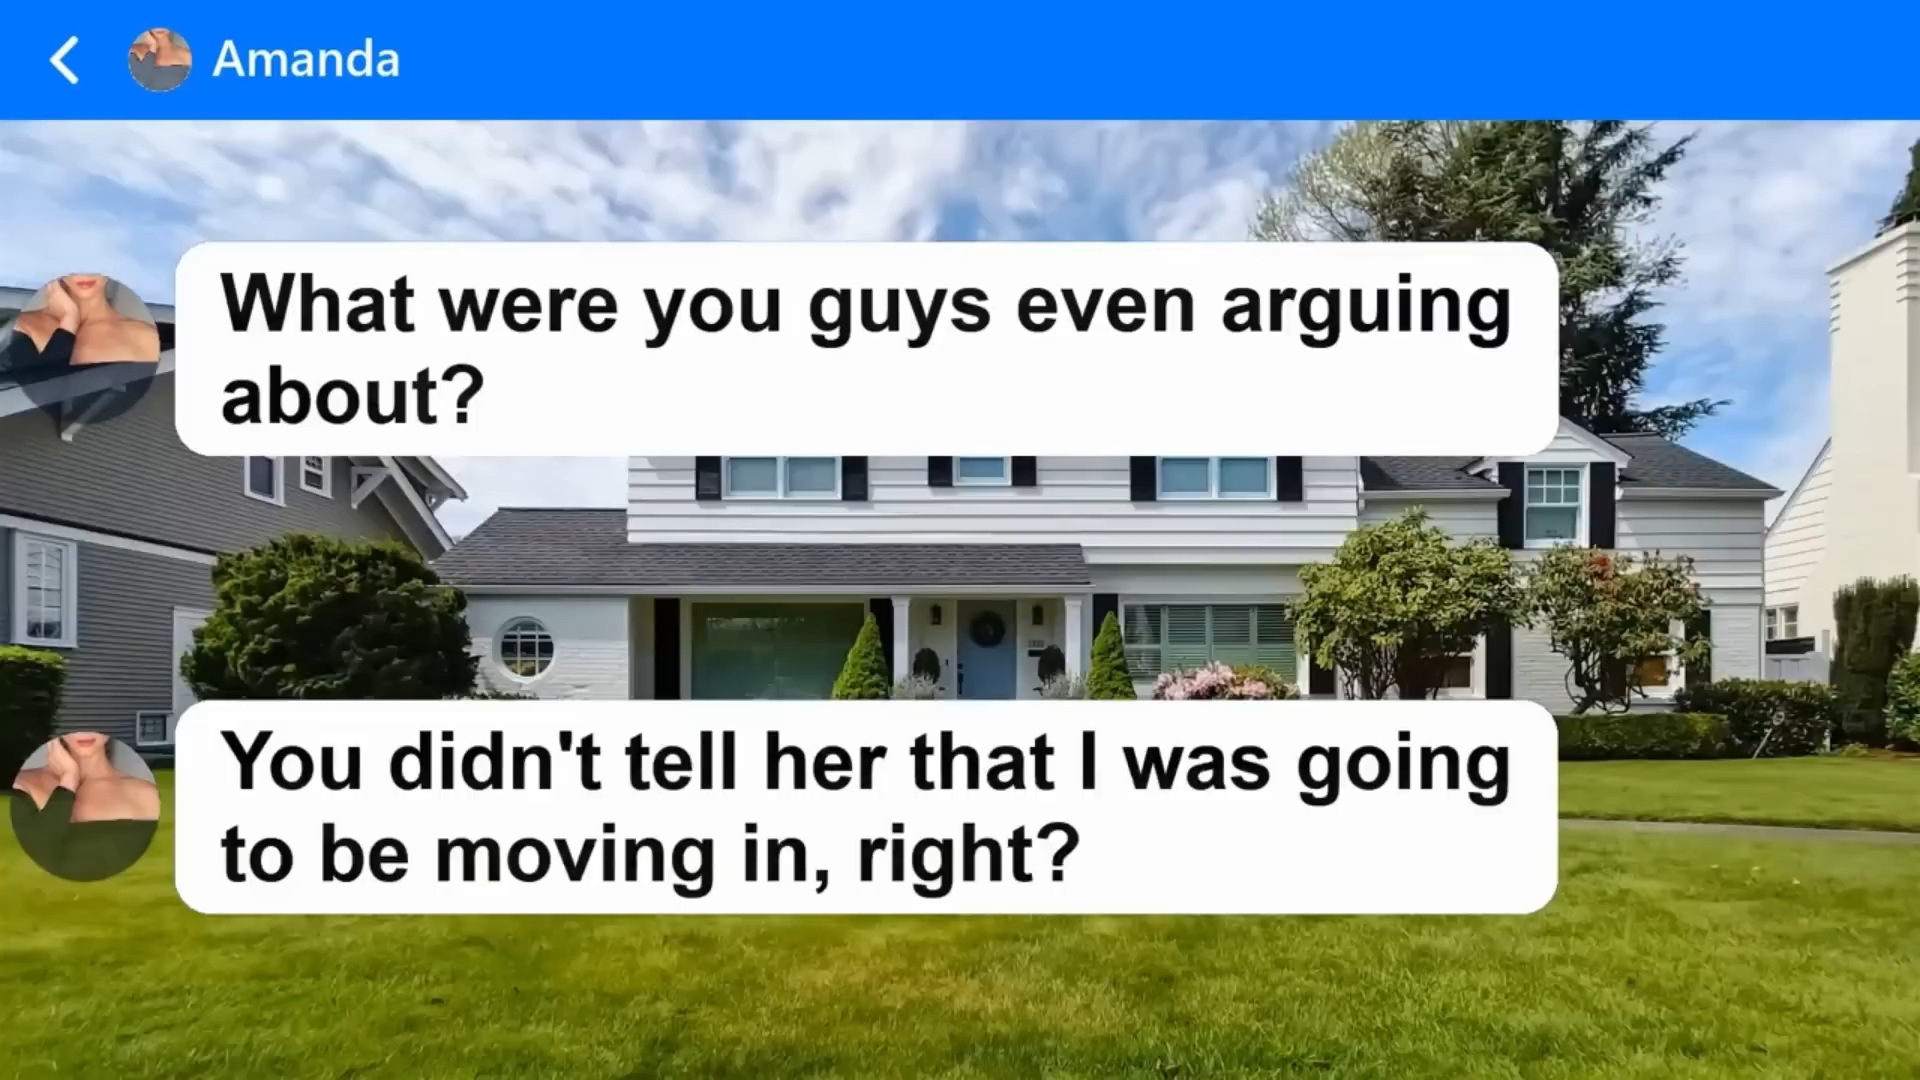 Amanda
What were you guys even arguing
about?
You didn't tell her that I was going
to be moving in, right?